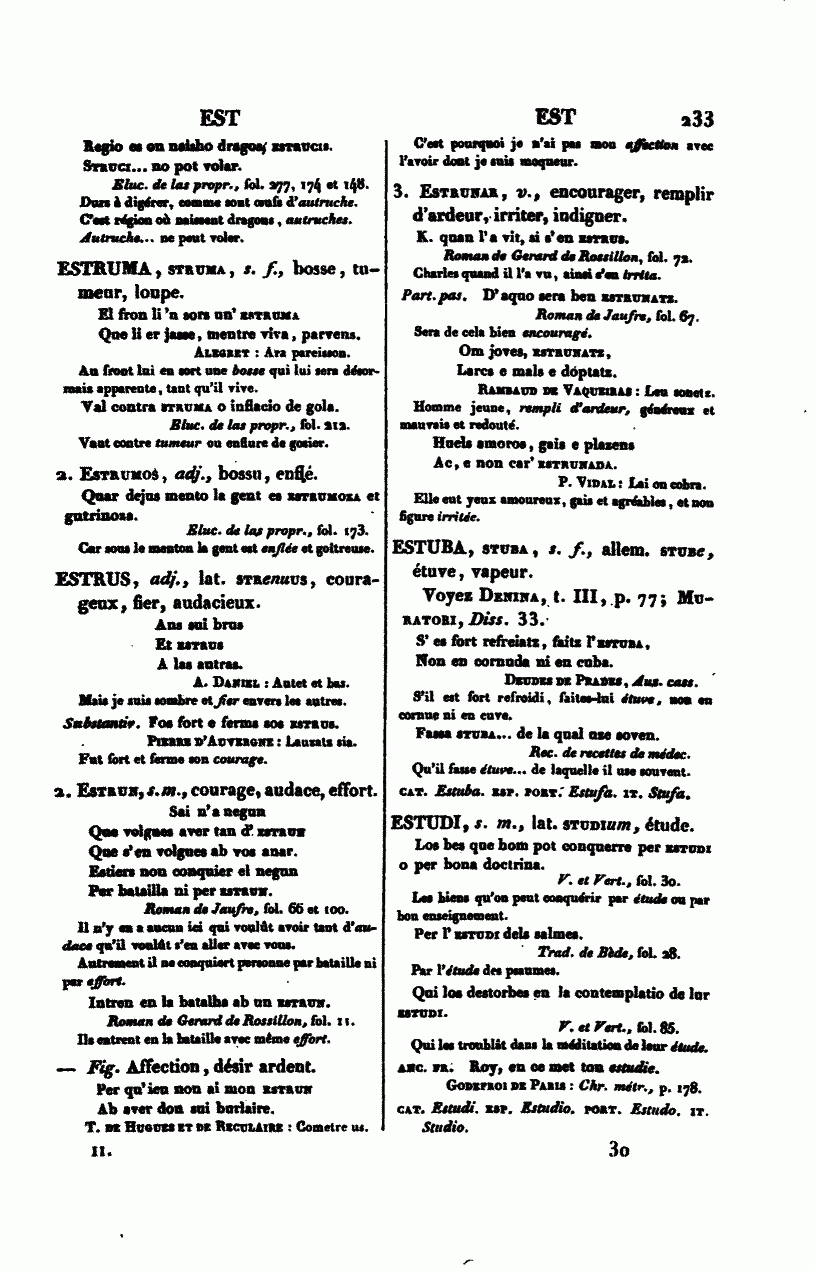 EST
Regio es on naisho dragos, ESTRUCIS.
STRUCI... no pot volar.
Eluc. de las propr., fol. 277, 174 et 148.
Durs à digérer, comme sont œufs d'autruche.
C'est région où naissent dragons, autruches.
Autruche... ne peut voler.
ESTRUMA, STRUMA, s. f., bosse, tu-
meur, loupe.
El fron li 'n sors un' ESTRUMA
Que li er jasse, mentre viva, parvens.
ALEGRET : Ara pareisson.
Au front lui en sort une bosse qui lui sera désor-
mais apparente, tant qu'il vive.
Val contra STRUMA o inflacio de gola.
Eluc. de las propr., fol. 212.
Vaut contre tumeur ou enflure de gosier.
2. ESTRUMOS, adj., bossu, enflé.
Quar dejus mento la gent es ESTRUMOZA et
gutrinoza.
Eluc. de las propr., fol. 173.
Car sous le menton la gent est enflée et goîtreuse.
ESTRUS, adj., lat. STRENUUS, coura-
geux, fier, audacieux.
Ans sui brus
Et ESTRUS
A las autras.
A. DANIEL : Autet et bas.
Mais je suis sombre et fier envers les autres.
Substantiv. Fos fort e ferms sos ESTRUS.
PIERRE D'AUVERGNE : Lauzatz sia.
Fut fort et ferme son courage.
2. ESTRUN, s. m., courage, audace, effort.
Sai n'a negun
Que volgues aver tan d'ESTRUN
Que s'en volgues ab vos anar.
Estiers non conquier el negun
Per batailla ni per ESTRUN.
Roman de Jaufre, fol. 66 et 100.
Il n'y en a aucun ici qui voulût avoir tant d'au-
dace qu'il voulût s'en aller avec vous.
Autrement il ne conquiert personne par bataille ni
par effort.
Intron en la batalha ab un ESTRUN.
Roman de Gerard de Rossillon, fol. 11.
Ils entrent en la bataille avec même effort.
— Fig. Affection, désir ardent.
Per qu'ieu non ai mon ESTRUN
Ab aver don sui burlaire.
T. DE HUGUES ET DE RECULAIRE : Cometre us.
II.
EST 233
C'est pourquoi je n'ai pas mon affection avec
l'avoir dont je suis moqueur.
3. ESTRUNAR, v., encourager, remplir
d'ardeur, irriter, indigner.
K. quan l'a vit, si s'en ESTRUS.
Roman de Gerard de Rossillon, fol. 72.
Charles quand il l'a vu, ainsi s'en irrita.
Part. pas. D'aquo sera ben ESTRUNATZ.
Roman de Jaufre, fol. 67.
Sera de cela bien encouragé.
Om joves, ESTRUNATZ,
Larcs e mals e dóptatz.
RAMBAUD DE VAQUEIRAS : Leu sonetz.
Homme jeune, rempli d'ardeur, généreux et
mauvais et redouté.
Huels amoros, gais e plazens
Ac, e non car' ESTRUNADA.
P. VIDAL : Lai on cobra.
Elle eut yeux amoureux, gais et agréables, et non
figure irritée.
ESTUBA, STUBA, s. f., allem. STUBE,
étuve, vapeur.
Voyez DENINA, t. III, p. 77; MU-
RATORI, Diss. 33.
S' es fort refreiatz, faitz l'ESTUBA,
Non en cornuda ni en cuba.
DEUDES DE PRADES, Aus. cass.
S'il est fort refroidi, faites-lui étuve, non en
cornue ni en cuve.
Fassa STUBA... de la qual uze soven.
Rec. de recettes de médec.
Qu'il fasse étuve... de laquelle il use souvent.
CAT. Estuba. ESP. PORT. Estufa. IT. Stufa.
ESTUDI, s. m., lat. STUDIUM, étude.
Los bes que hom pot conquerre per ESTUDI
o per bona doctrina.
V. et Vert., fol. 30.
Les biens qu'on peut conquérir par étude ou par
bon enseignement.
Per l'ESTUDI dels salmes.
Trad. de Bède, fol. 28.
Par l'étude des psaumes.
Qui los destorbes en la contemplatio de lur
ESTUDI.
V. et Vert., fol. 85.
Qui les troublât dans la méditation de leur étude.
ANC. FR. Roy, en ce met ton estudie.
GODEFROI DE PARIS : Chr. métr., p. 178.
CAT. Estudi. ESP. Estudio. PORT. Estudo. IT.
Studio.
30